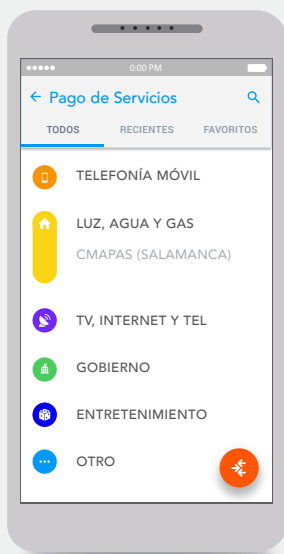 0:00 PM
Pago de Servicios
TODOS RECIENTES FAVORITOS
TELEFONÍA MÓVIL
LUZ, AGUA Y GAS
CMAPAS (SALAMANCA)
TV, INTERNET Y TEL
GOBIERNO
ENTRETENIMIENTO
OTRO